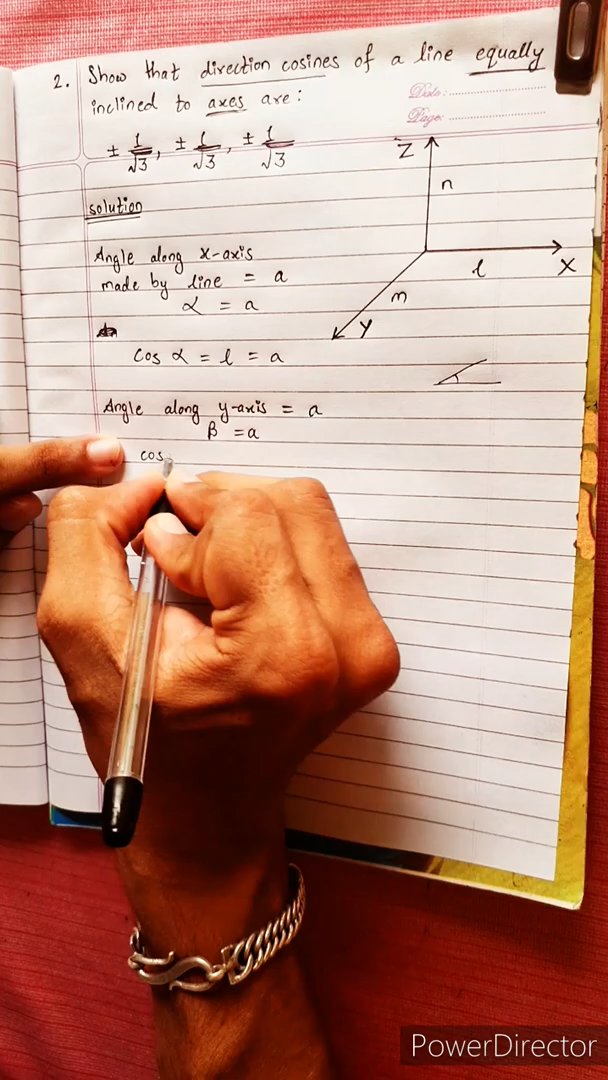 2. Show that direction cosines of a line equally
inclined to axes are:
Date:
Page:
± 1/√3, ± 1/√3, ± 1/√3
Z
n
solution
Angle along x-axis
made by line = a
l
X
α = a
m
Y
cos α = l = a
Angle along y-axis = a
β = a
cos
PowerDirector